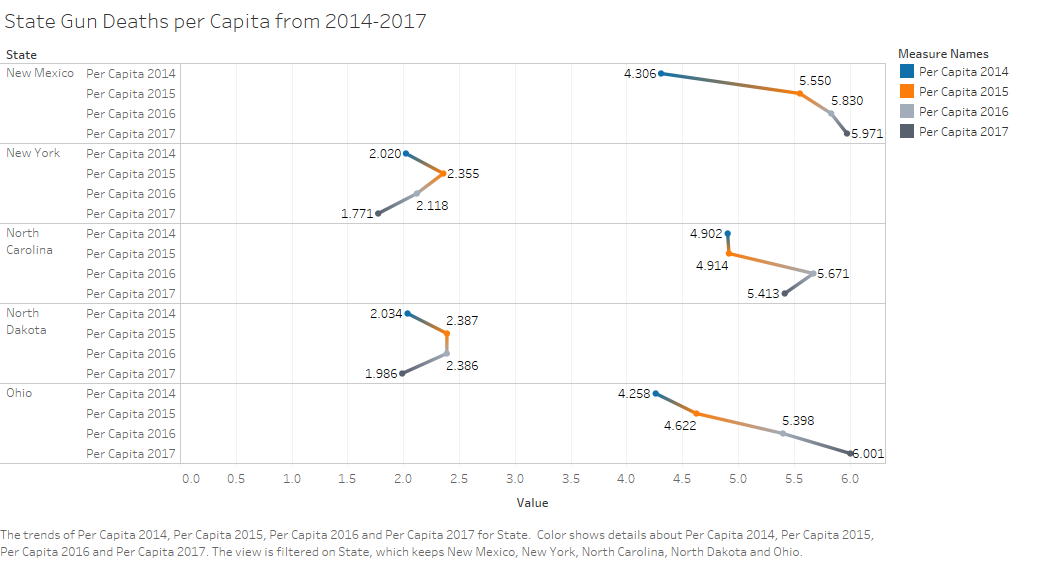 State Gun Deaths per Capita from 2014-2017
State
Measure Names
Per Capita 2014
Per Capita 2015
Per Capita 2016
Per Capita 2017
New Mexico Per Capita 2014 4.306
Per Capita 2015 5.550
Per Capita 2016 5.830
Per Capita 2017 5.971
New York Per Capita 2014 2.020
Per Capita 2015 2.355
Per Capita 2016 2.118
Per Capita 2017 1.771
North Per Capita 2014 4.902
Carolina
Per Capita 2015 4.914
Per Capita 2016 5.671
Per Capita 2017 5.413
North Per Capita 2014 2.034
Dakota
Per Capita 2015 2.387
Per Capita 2016 2.386
Per Capita 2017 1.986
Ohio Per Capita 2014 4.258
Per Capita 2015 4.622
Per Capita 2016 5.398
Per Capita 2017 6.001
0.0 0.5 1.0 1.5 2.0 2.5 3.0 3.5 4.0 4.5 5.0 5.5 6.0
Value
The trends of Per Capita 2014, Per Capita 2015, Per Capita 2016 and Per Capita 2017 for State.  Color shows details about Per Capita 2014, Per Capita 2015,
Per Capita 2016 and Per Capita 2017. The view is filtered on State, which keeps New Mexico, New York, North Carolina, North Dakota and Ohio.